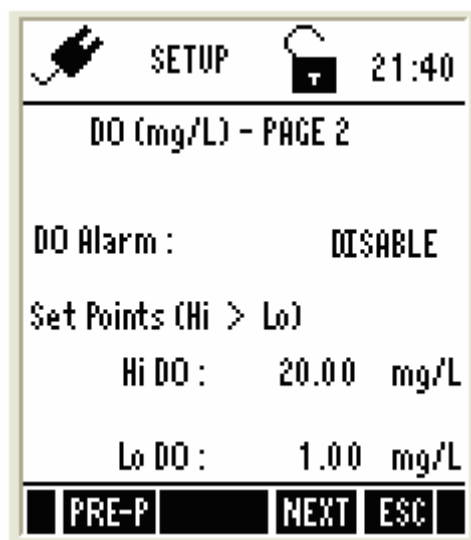 SETUP 21:40
DO (mg/L) - PAGE 2
DO Alarm : DISABLE
Set Points (Hi > Lo)
Hi DO : 20.00 mg/L
Lo DO : 1.00 mg/L
PRE-P NEXT ESC